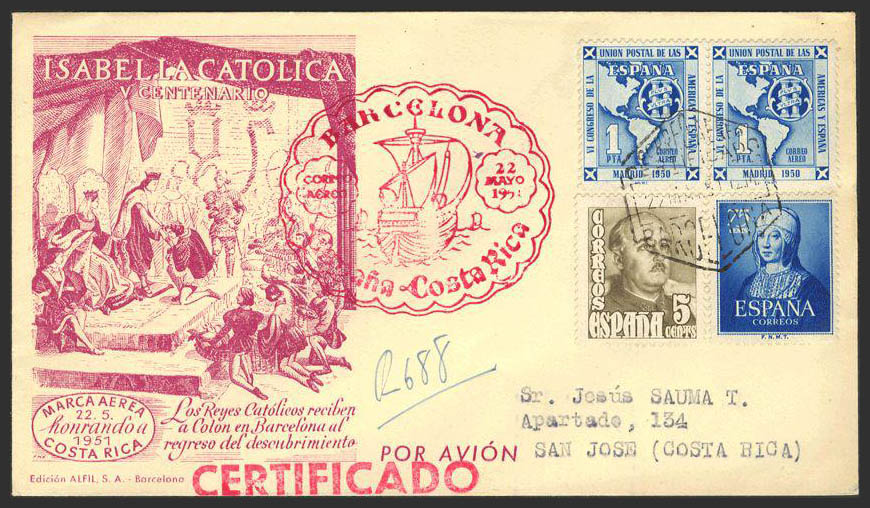 ISABEL LA CATOLICA
V CENTENARIO
MARCA AEREA
22. 5.
Honrando a
1951
COSTA RICA
Los Reyes Católicos reciben
a Colón en Barcelona al
regreso del descubrimiento
Edición ALFIL, S. A. - Barcelona
BARCELONA
CORREO
AEREO
22
MAYO
1951
España - Costa Rica
UNION POSTAL DE LAS
AMERICAS Y ESPAÑA
VI CONGRESO DE LA
ESPAÑA
1
PTA.
CORREO
AEREO
MADRID 1950
UNION POSTAL DE LAS
AMERICAS Y ESPAÑA
VI CONGRESO DE LA
ESPAÑA
1
PTA.
CORREO
AEREO
MADRID 1950
CORREOS
5
CENTS
ESPAÑA
ESPAÑA
CORREOS
F.N.M.T.
R 688
Sr. Jesús SAUMA T.
Apartado, 134
SAN JOSE (COSTA RICA)
POR AVIÓN
CERTIFICADO